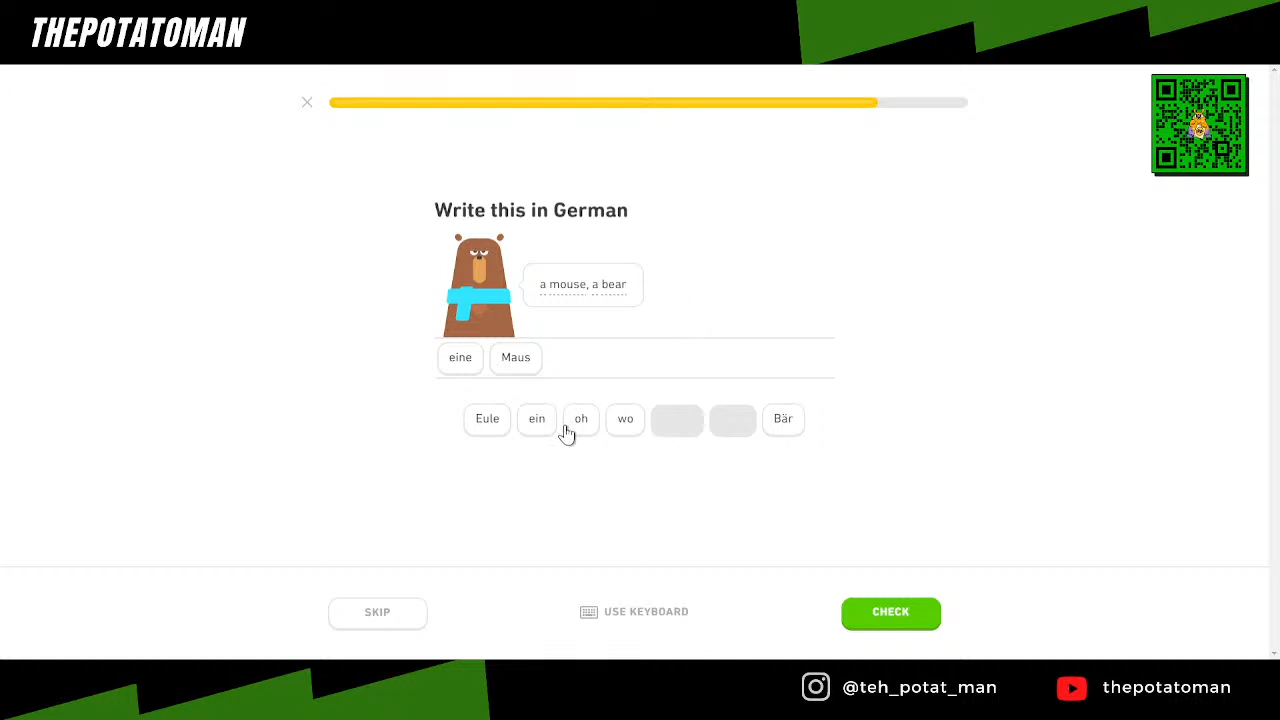 THEPOTATOMAN
Write this in German
a mouse, a bear
eine Maus
Eule ein oh wo Bär
SKIP USE KEYBOARD CHECK
@teh_potat_man thepotatoman